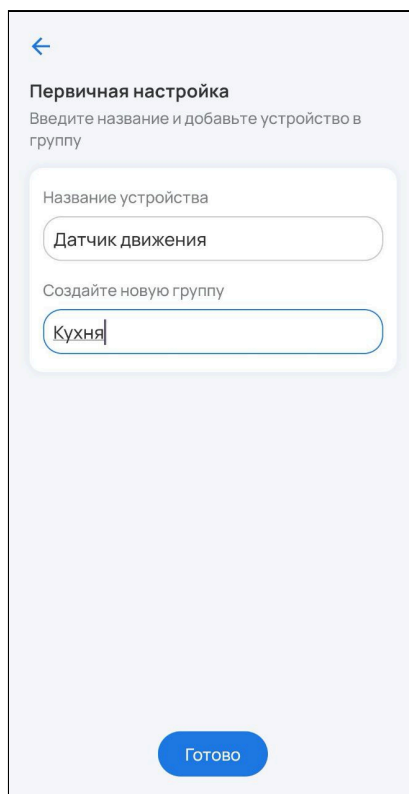 Первичная настройка
Введите название и добавьте устройство в
группу
Название устройства
Датчик движения
Создайте новую группу
Кухня
Готово